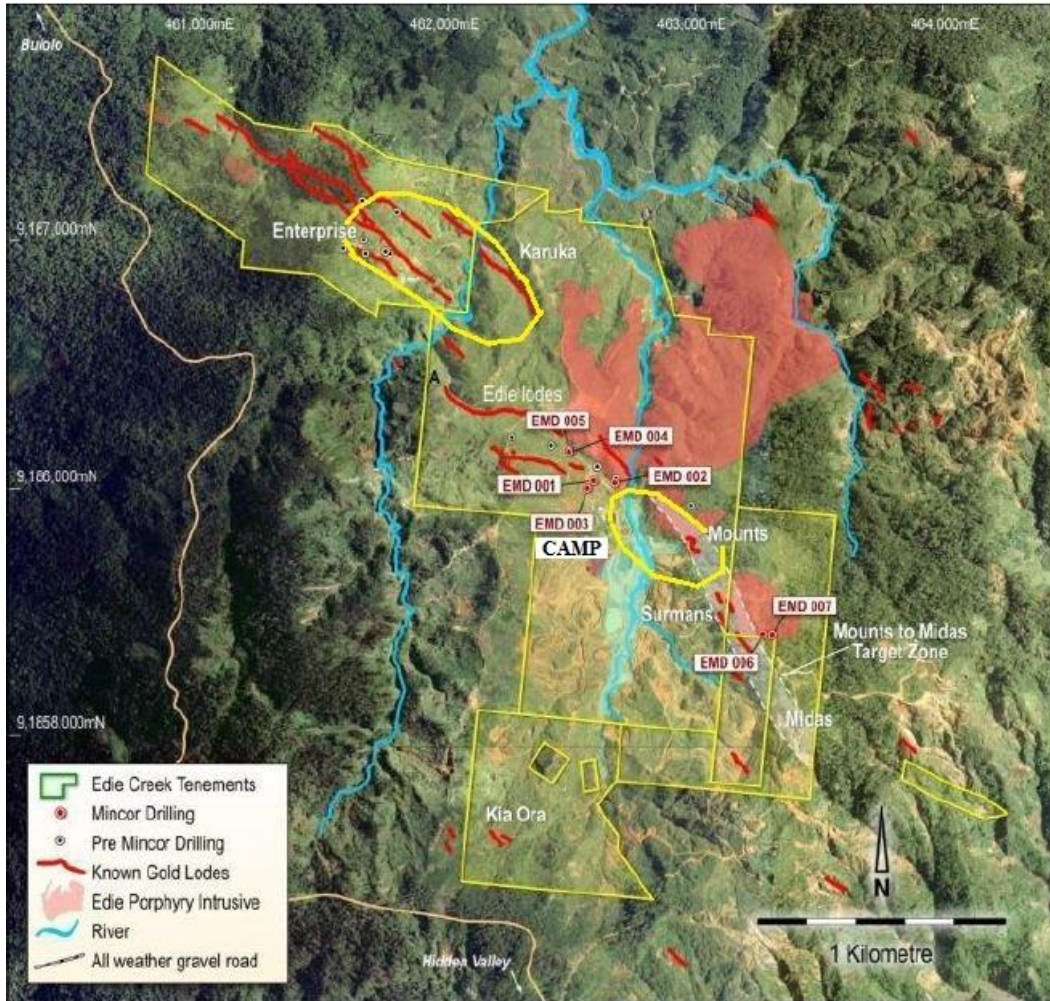 461,000mE
462,000mE
463,000mE
464,000mE
Bulolo
9,187,000mN
Enterprise
Karuka
A
Edie lodes
EMD 005
EMD 004
9,166,000mN
EMD 001
EMD 002
EMD 003
CAMP
Mounts
Surmans
EMD 007
Mounts to Midas
Target Zone
EMD 006
9,1858,000mN
Midas
Edie Creek Tenements
Mincor Drilling
Pre Mincor Drilling
Known Gold Lodes
Edie Porphyry Intrusive
River
All weather gravel road
Kia Ora
N
1 Kilometre
Hidden Valley